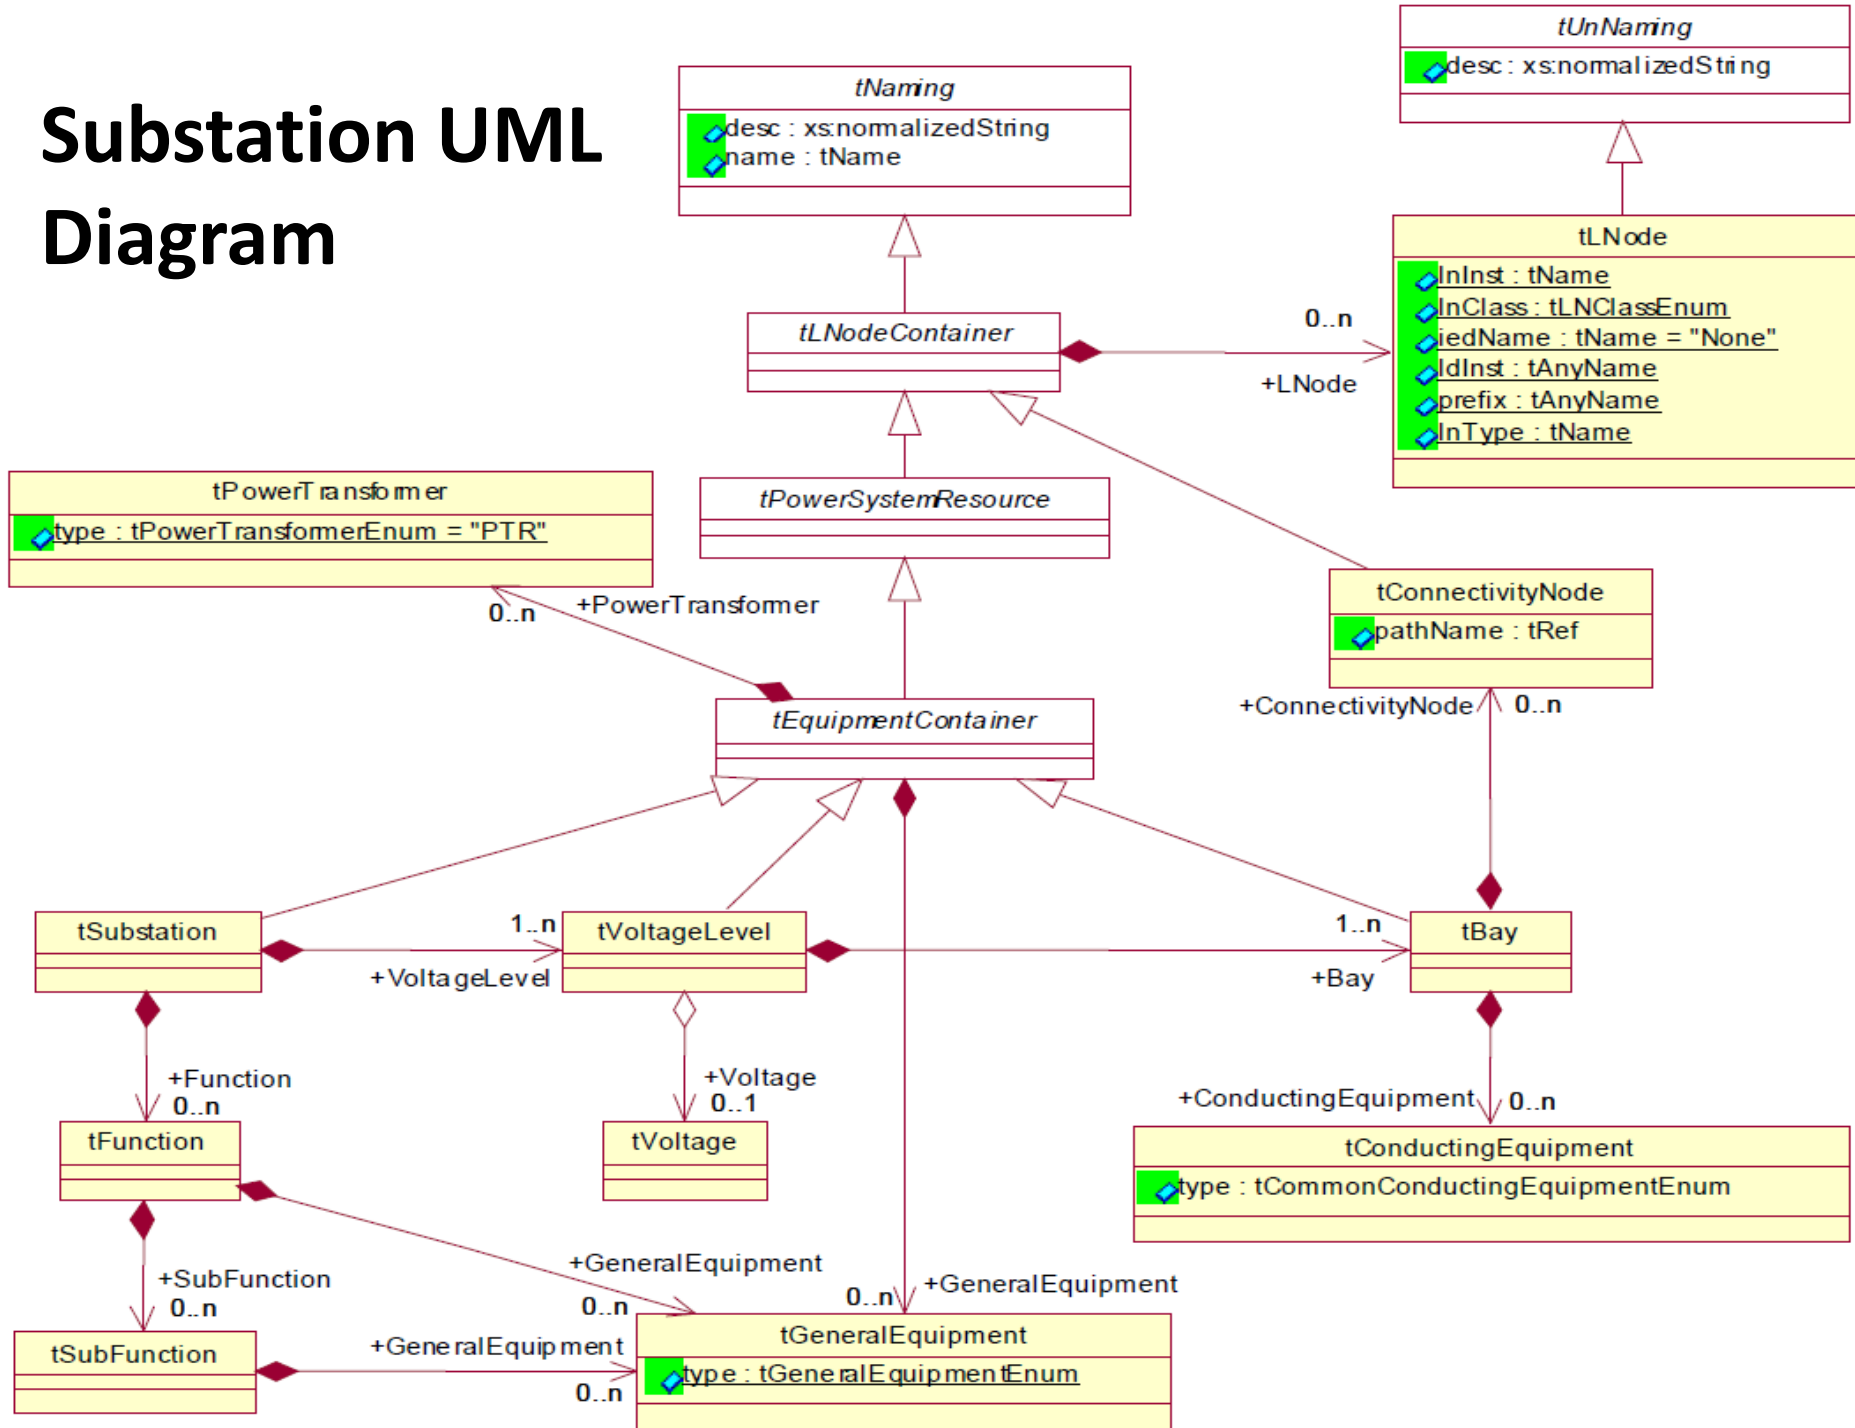 Substation UML
Diagram
tUnNaming
desc : xs:normalizedString
tNaming
desc : xs:normalizedString
name : tName
tLNode
lnInst : tName
lnClass : tLNClassEnum
iedName : tName = "None"
ldInst : tAnyName
prefix : tAnyName
lnType : tName
tLNodeContainer
0..n
+LNode
tPowerTransformer
type : tPowerTransformerEnum = "PTR"
tPowerSystemResource
0..n
+PowerTransformer
tConnectivityNode
pathName : tRef
+ConnectivityNode
0..n
tEquipmentContainer
tSubstation
1..n
+VoltageLevel
tVoltageLevel
1..n
+Bay
tBay
+Function
0..n
+Voltage
0..1
+ConductingEquipment
0..n
tFunction
tVoltage
tConductingEquipment
type : tCommonConductingEquipmentEnum
+SubFunction
0..n
+GeneralEquipment
0..n
+GeneralEquipment
0..n
tSubFunction
+GeneralEquipment
0..n
tGeneralEquipment
type : tGeneralEquipmentEnum